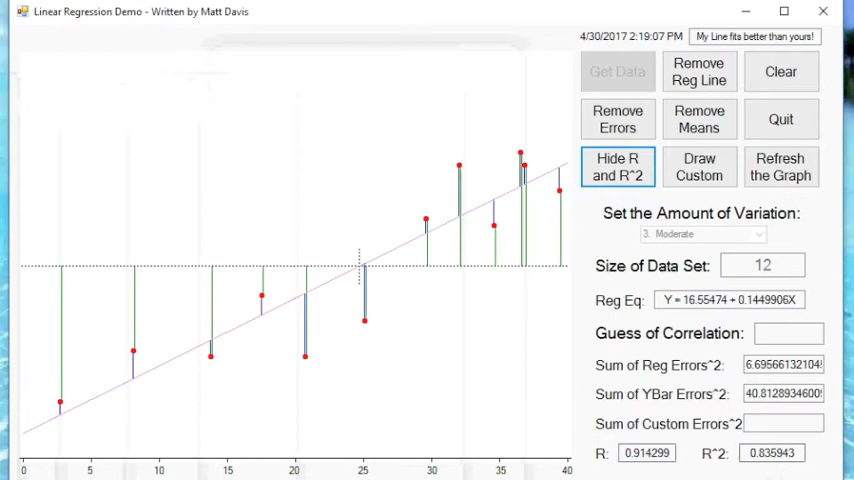 Linear Regression Demo - Written by Matt Davis
4/30/2017 2:19:07 PM
My Line fits better than yours!
Get Data
Remove
Reg Line
Clear
Remove
Errors
Remove
Means
Quit
Hide R
and R^2
Draw
Custom
Refresh
the Graph
Set the Amount of Variation:
3. Moderate
Size of Data Set:
12
Reg Eq:
Y = 16.55474 + 0.1449906X
Guess of Correlation:
Sum of Reg Errors^2:
6.69566132104
Sum of YBar Errors^2:
40.8128934600
Sum of Custom Errors^2
R:
0.914299
R^2:
0.835943
0 5 10 15 20 25 30 35 40